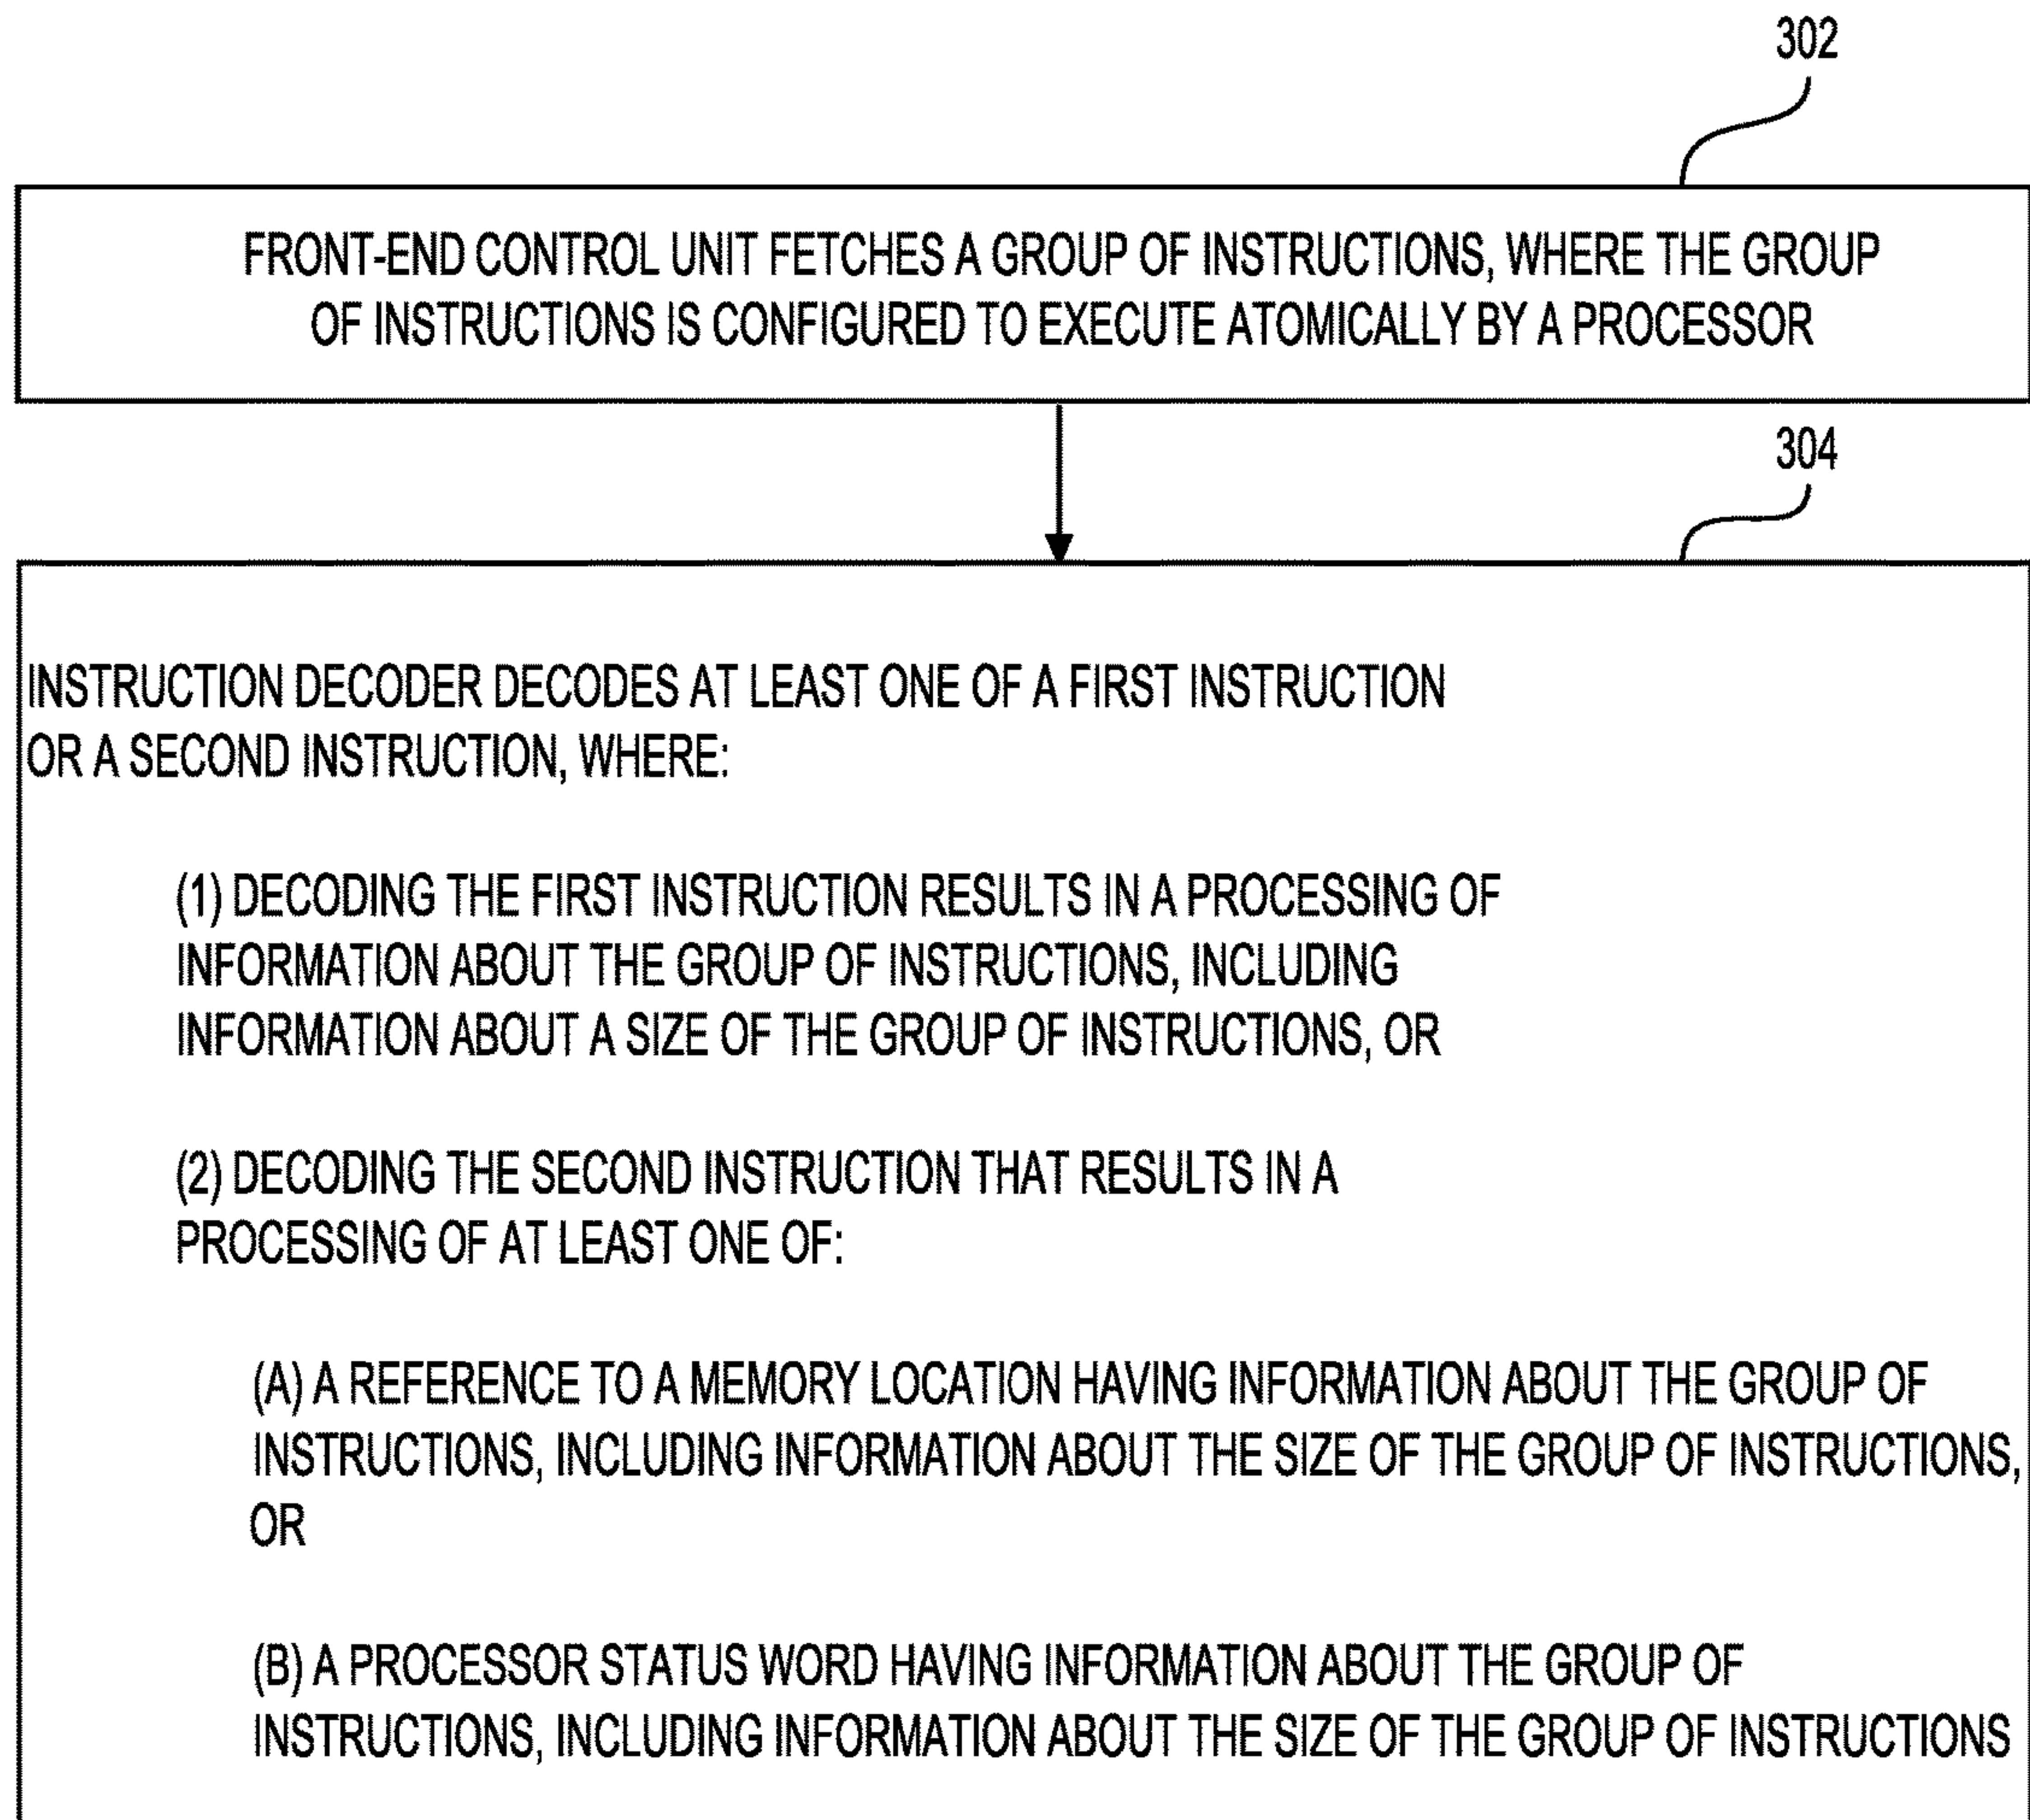 302
FRONT-END CONTROL UNIT FETCHES A GROUP OF INSTRUCTIONS, WHERE THE GROUP
OF INSTRUCTIONS IS CONFIGURED TO EXECUTE ATOMICALLY BY A PROCESSOR
304
INSTRUCTION DECODER DECODES AT LEAST ONE OF A FIRST INSTRUCTION
OR A SECOND INSTRUCTION, WHERE:
(1) DECODING THE FIRST INSTRUCTION RESULTS IN A PROCESSING OF
INFORMATION ABOUT THE GROUP OF INSTRUCTIONS, INCLUDING
INFORMATION ABOUT A SIZE OF THE GROUP OF INSTRUCTIONS, OR
(2) DECODING THE SECOND INSTRUCTION THAT RESULTS IN A
PROCESSING OF AT LEAST ONE OF:
(A) A REFERENCE TO A MEMORY LOCATION HAVING INFORMATION ABOUT THE GROUP OF
INSTRUCTIONS, INCLUDING INFORMATION ABOUT THE SIZE OF THE GROUP OF INSTRUCTIONS,
OR
(B) A PROCESSOR STATUS WORD HAVING INFORMATION ABOUT THE GROUP OF
INSTRUCTIONS, INCLUDING INFORMATION ABOUT THE SIZE OF THE GROUP OF INSTRUCTIONS